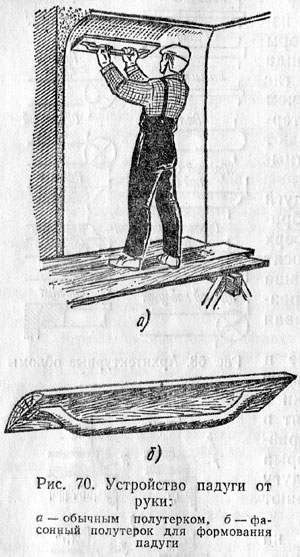 а)
б)
Рис. 70. Устройство падуги от
руки:
а — обычным полутерком, б — фа-
сонный полутерок для формования
падуги